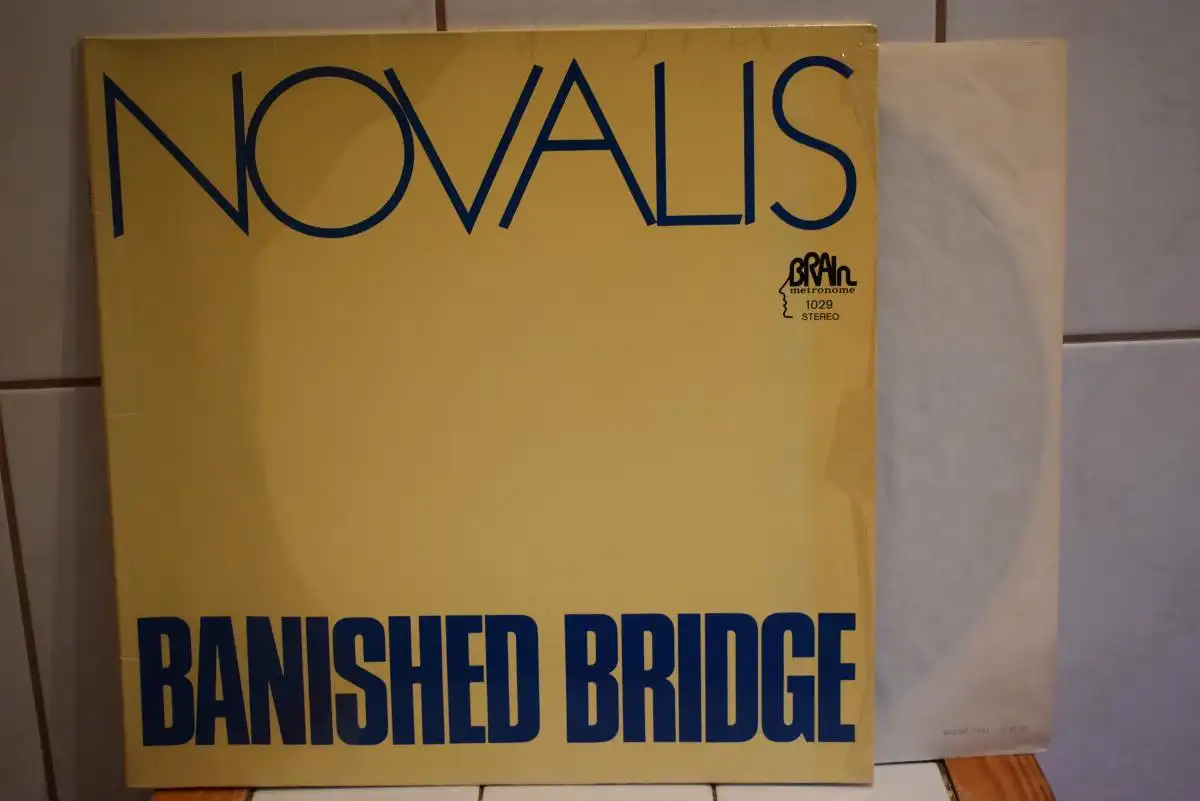 NOVALIS
BRAIN
metronome
1029
STEREO
BANISHED BRIDGE